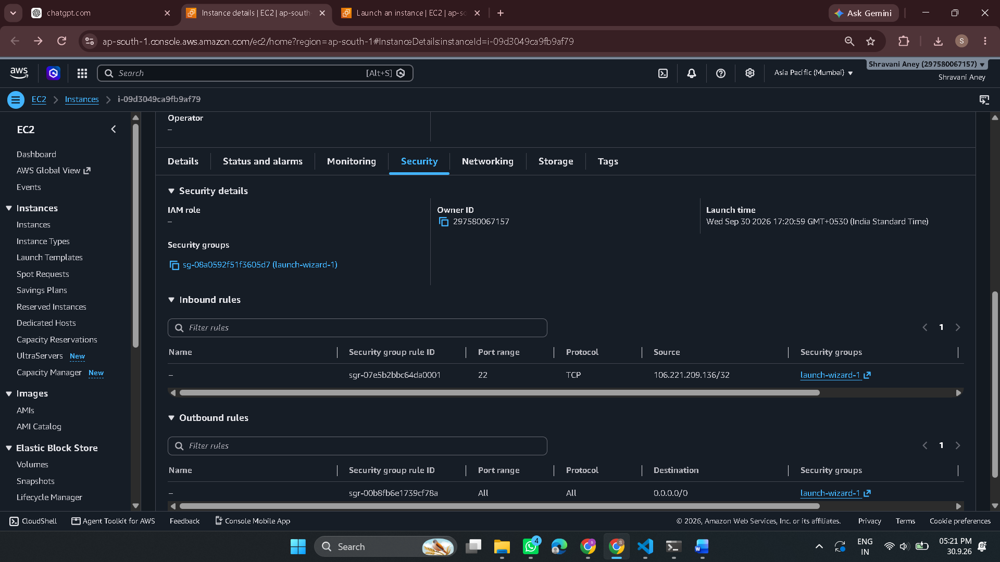 chatgpt.com
Instance details | EC2 | ap-south
Launch an instance | EC2 | ap-so
Ask Gemini
ap-south-1.console.aws.amazon.com/ec2/home?region=ap-south-1#InstanceDetails:instanceId=i-09d3049ca9fb9af79
S
aws
Search
[Alt+S]
Asia Pacific (Mumbai)
Shravani Aney (297580067157)
Shravani Aney
EC2
Instances
i-09d3049ca9fb9af79
EC2
Dashboard
AWS Global View
Events
Instances
Instances
Instance Types
Launch Templates
Spot Requests
Savings Plans
Reserved Instances
Dedicated Hosts
Capacity Reservations
UltraServers New
Capacity Manager New
Images
AMIs
AMI Catalog
Elastic Block Store
Volumes
Snapshots
Lifecycle Manager
Operator
–
Details Status and alarms Monitoring Security Networking Storage Tags
Security details
IAM role
–
Owner ID
297580067157
Launch time
Wed Sep 30 2026 17:20:59 GMT+0530 (India Standard Time)
Security groups
sg-08a0592f51f3605d7 (launch-wizard-1)
Inbound rules
Filter rules
1
Name Security group rule ID Port range Protocol Source Security groups
– sgr-07e5b2bbc64da0001 22 TCP 106.221.209.136/32 launch-wizard-1
Outbound rules
Filter rules
1
Name Security group rule ID Port range Protocol Destination Security groups
– sgr-00b8fb6e1739cf78a All All 0.0.0.0/0 launch-wizard-1
CloudShell Agent Toolkit for AWS Feedback Console Mobile App
© 2026, Amazon Web Services, Inc. or its affiliates. Privacy Terms Cookie preferences
Search
4
ENG
IN
05:21 PM
30.9.26